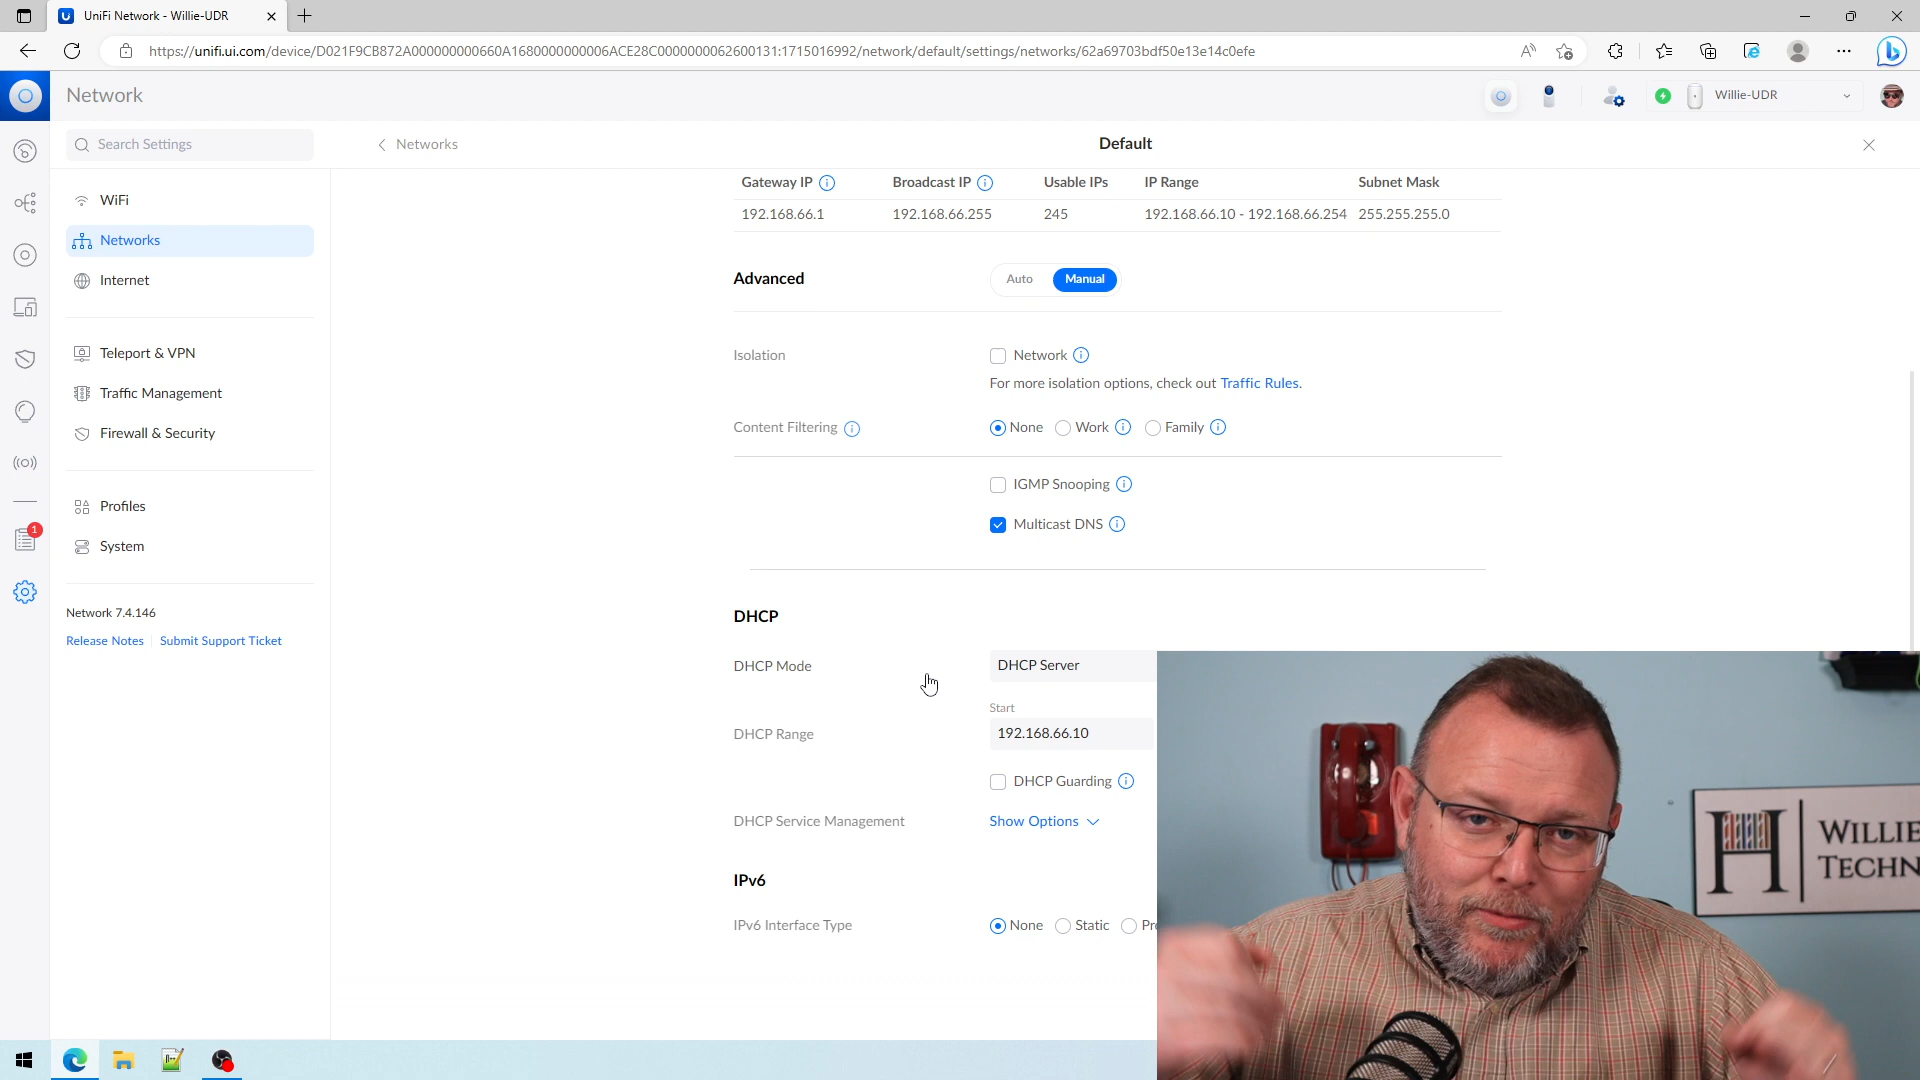 UniFi Network - Willie-UDR
https://unifi.ui.com/device/D021F9CB872A000000000660A1680000000006ACE28C0000000062600131:1715016992/network/default/settings/networks/62a69703bdf50e13e14c0efe
Network
Willie-UDR
Search Settings
Networks
Default
WiFi
Networks
Internet
Teleport & VPN
Traffic Management
Firewall & Security
Profiles
System
1
Network 7.4.146
Release Notes
Submit Support Ticket
Gateway IP
Broadcast IP
Usable IPs
IP Range
Subnet Mask
192.168.66.1
192.168.66.255
245
192.168.66.10 - 192.168.66.254
255.255.255.0
Advanced
Auto
Manual
Isolation
Network
For more isolation options, check out Traffic Rules.
Content Filtering
None
Work
Family
IGMP Snooping
Multicast DNS
DHCP
DHCP Mode
DHCP Server
Start
DHCP Range
192.168.66.10
DHCP Guarding
DHCP Service Management
Show Options
IPv6
IPv6 Interface Type
None
Static
Pr
H
WILLIE
TECHN